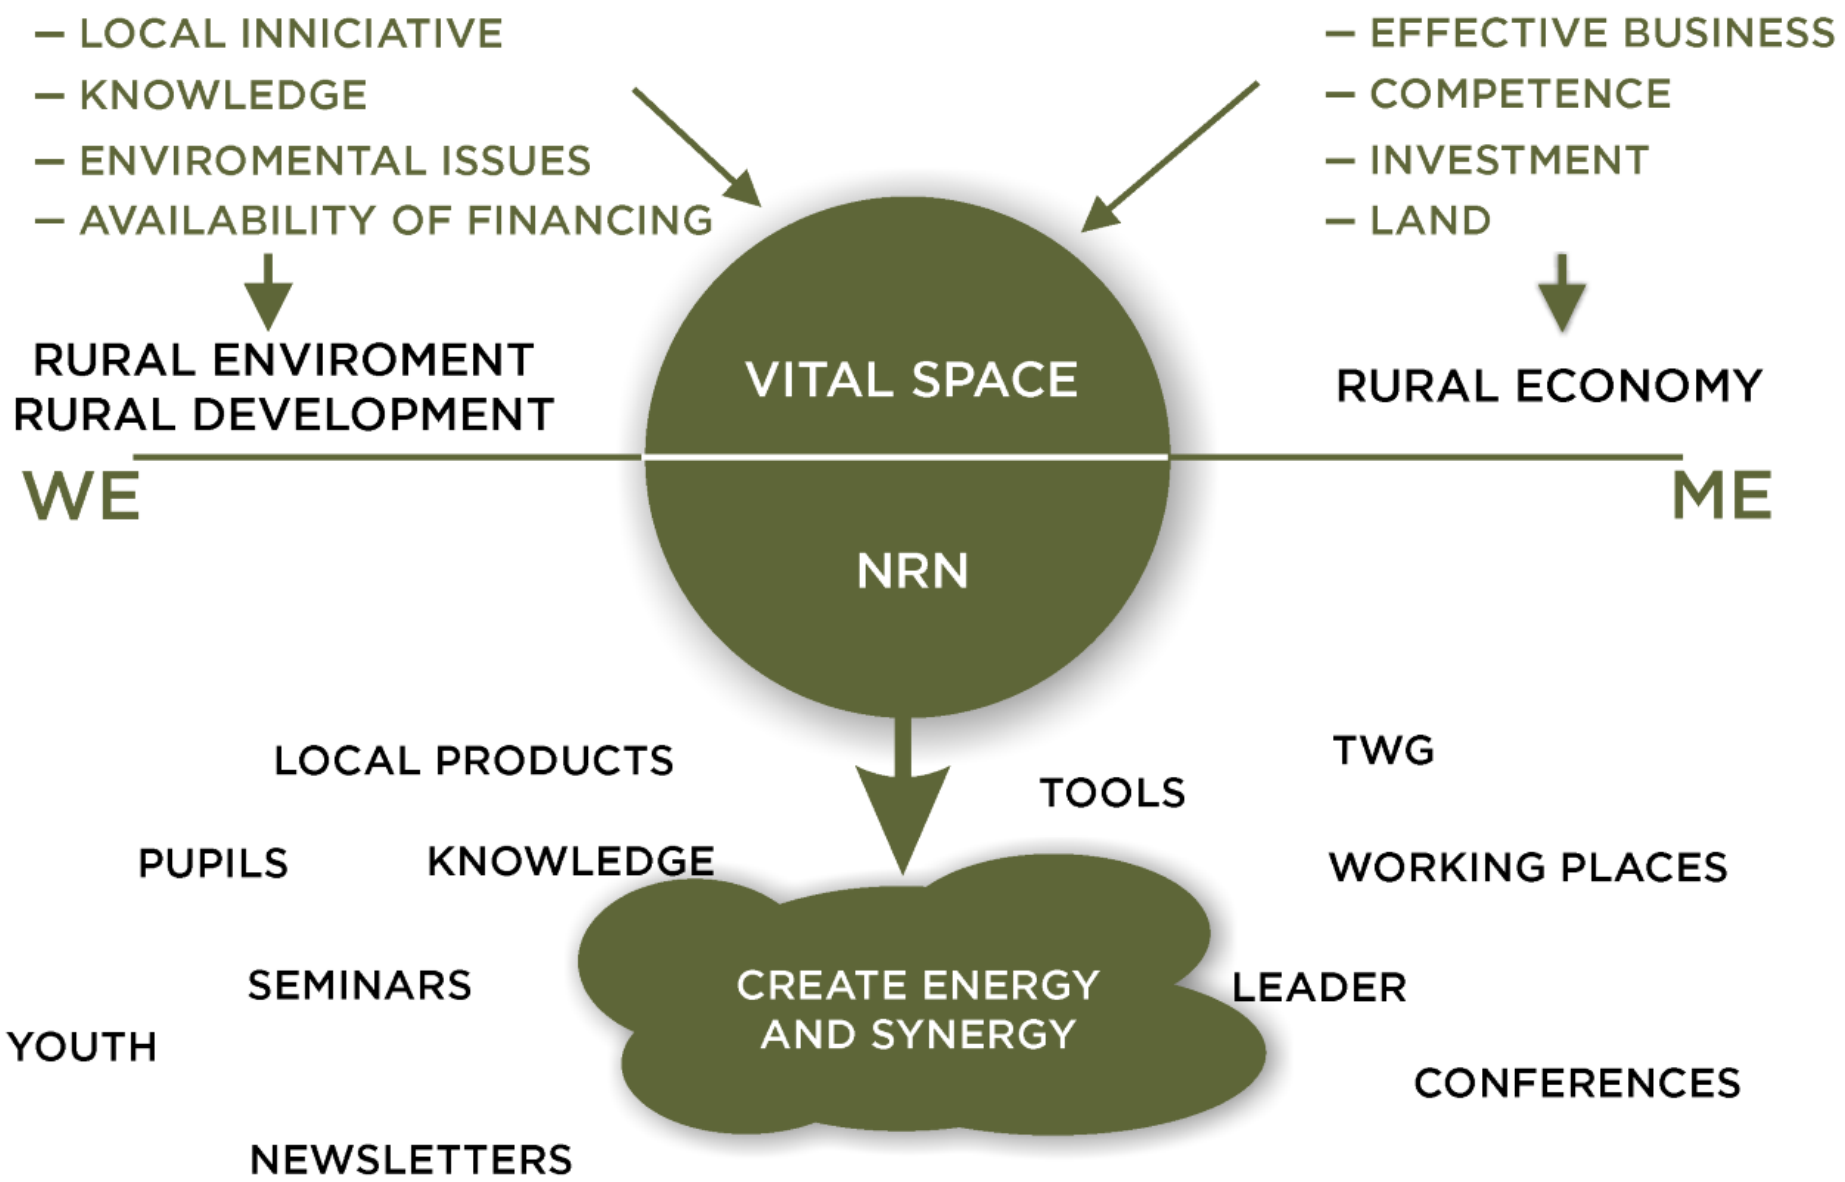 – LOCAL INNICIATIVE
– KNOWLEDGE
– ENVIROMENTAL ISSUES
– AVAILABILITY OF FINANCING
– EFFECTIVE BUSINESS
– COMPETENCE
– INVESTMENT
– LAND
RURAL ENVIROMENT
RURAL DEVELOPMENT
VITAL SPACE
RURAL ECONOMY
WE
ME
NRN
LOCAL PRODUCTS
TWG
TOOLS
PUPILS
KNOWLEDGE
WORKING PLACES
SEMINARS
CREATE ENERGY
AND SYNERGY
LEADER
YOUTH
CONFERENCES
NEWSLETTERS